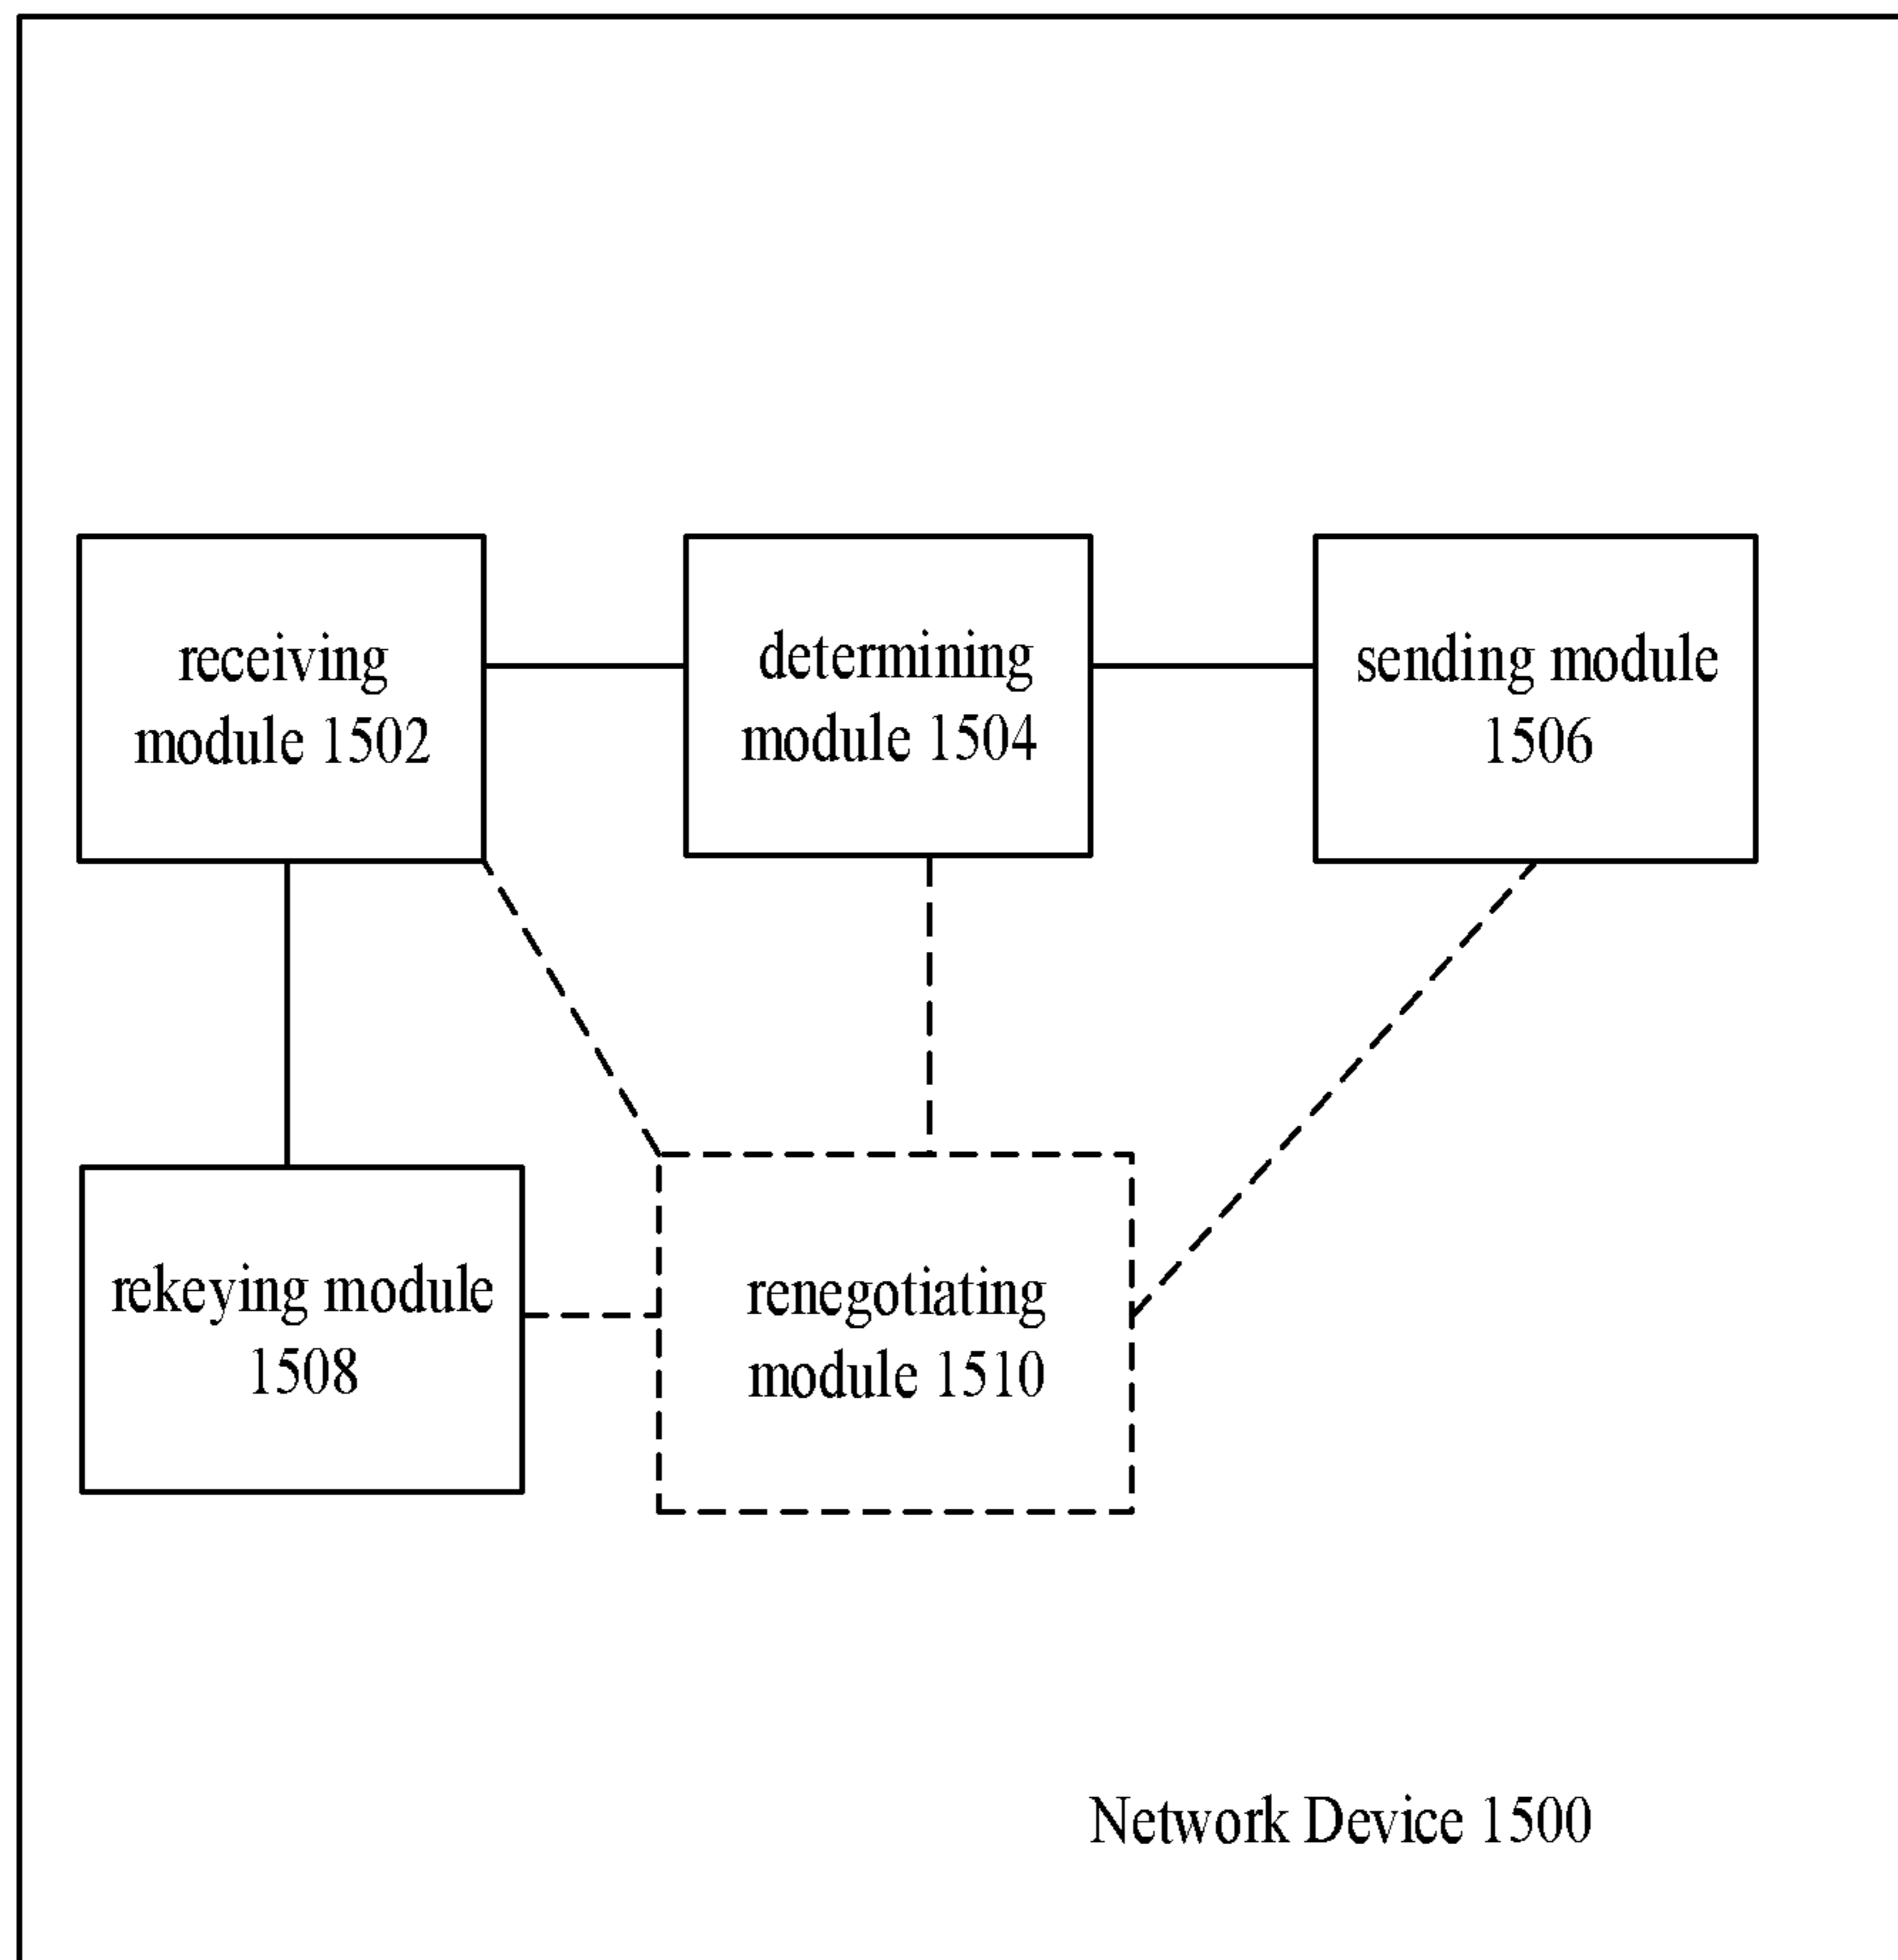 receiving
module 1502
determining
module 1504
sending module
1506
rekeying module
1508
renegotiating
module 1510
Network Device 1500